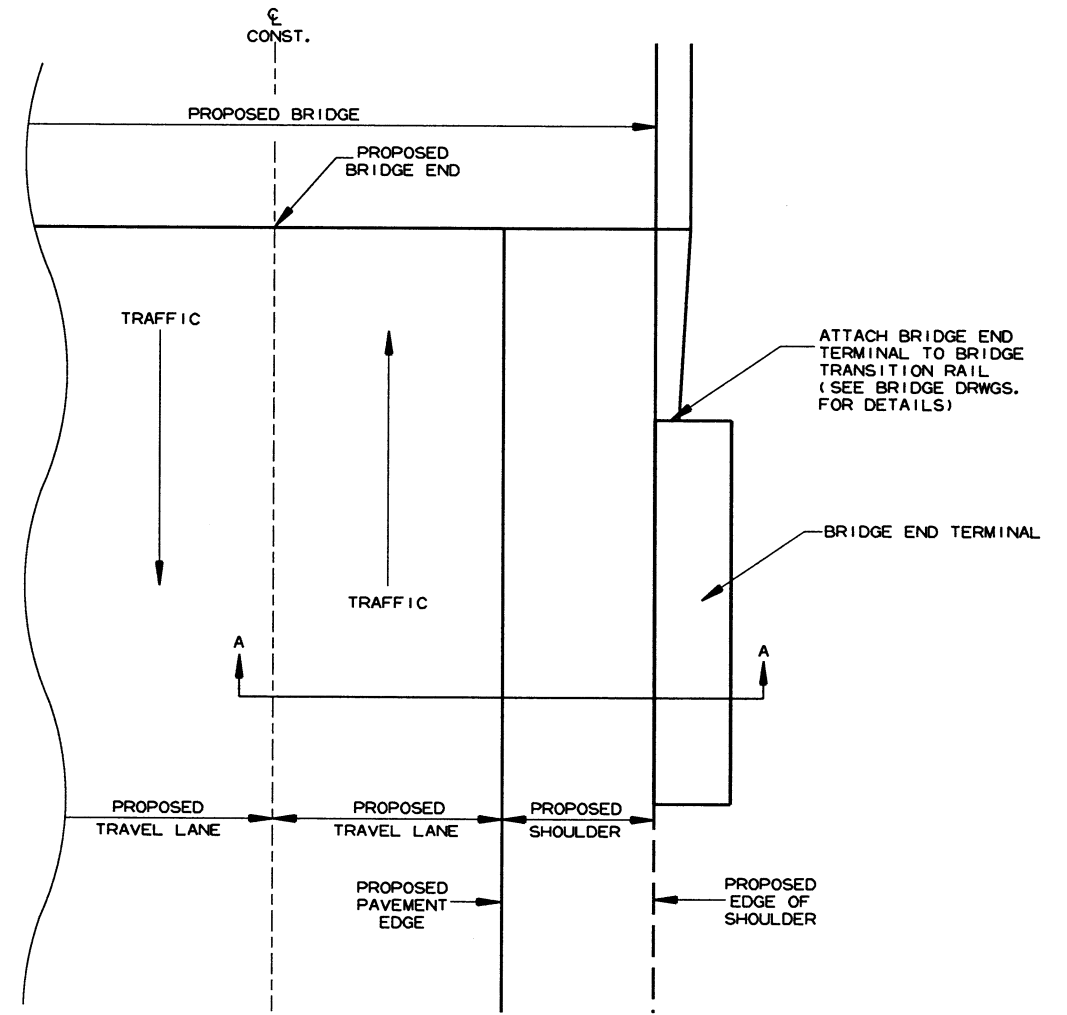 ℄
CONST.
PROPOSED BRIDGE
PROPOSED
BRIDGE END
TRAFFIC
ATTACH BRIDGE END
TERMINAL TO BRIDGE
TRANSITION RAIL
(SEE BRIDGE DRWGS.
FOR DETAILS)
BRIDGE END TERMINAL
TRAFFIC
A
A
PROPOSED
TRAVEL LANE
PROPOSED
TRAVEL LANE
PROPOSED
SHOULDER
PROPOSED
PAVEMENT
EDGE
PROPOSED
EDGE OF
SHOULDER